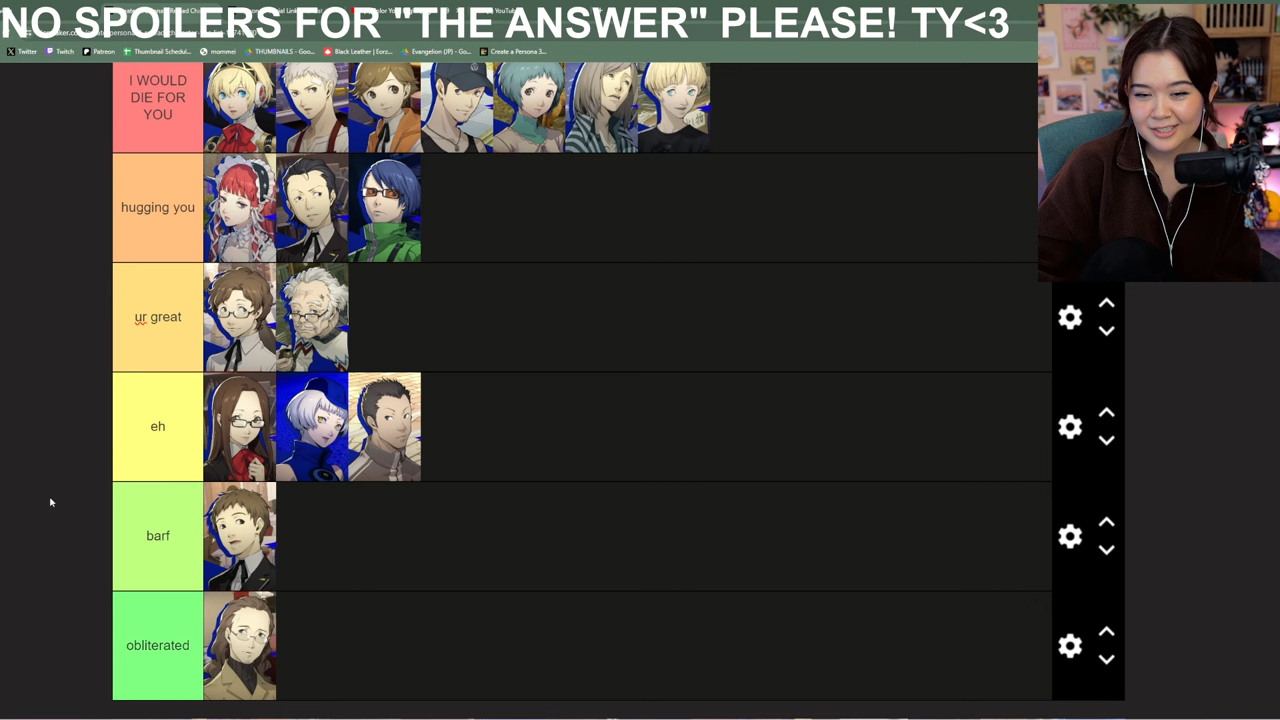 NO SPOILERS FOR "THE ANSWER" PLEASE! TY<3
Twitter Twitch Patreon Thumbnail Schedul... mommei THUMBNAILS - Goo... Black Leather | Eorz... Evangelion (JP) - Go... Create a Persona 3...
I WOULD
DIE FOR
YOU
hugging you
ur great
eh
barf
obliterated